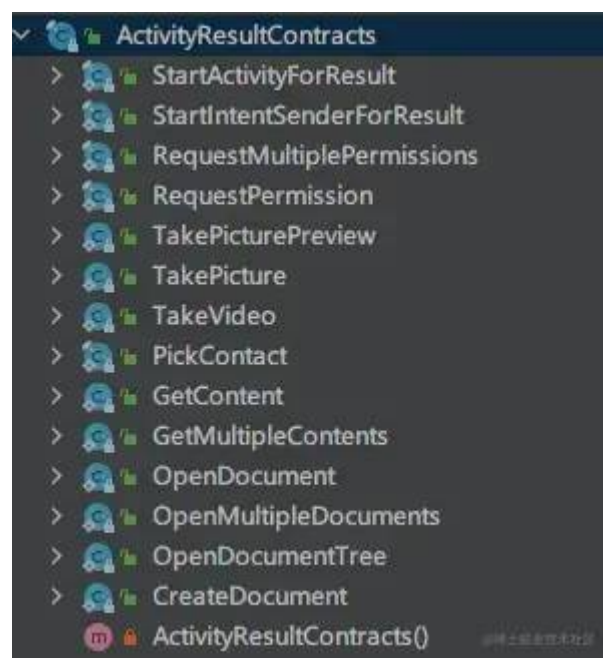 ActivityResultContracts
StartActivityForResult
StartIntentSenderForResult
RequestMultiplePermissions
RequestPermission
TakePicturePreview
TakePicture
TakeVideo
PickContact
GetContent
GetMultipleContents
OpenDocument
OpenMultipleDocuments
OpenDocumentTree
CreateDocument
ActivityResultContracts()